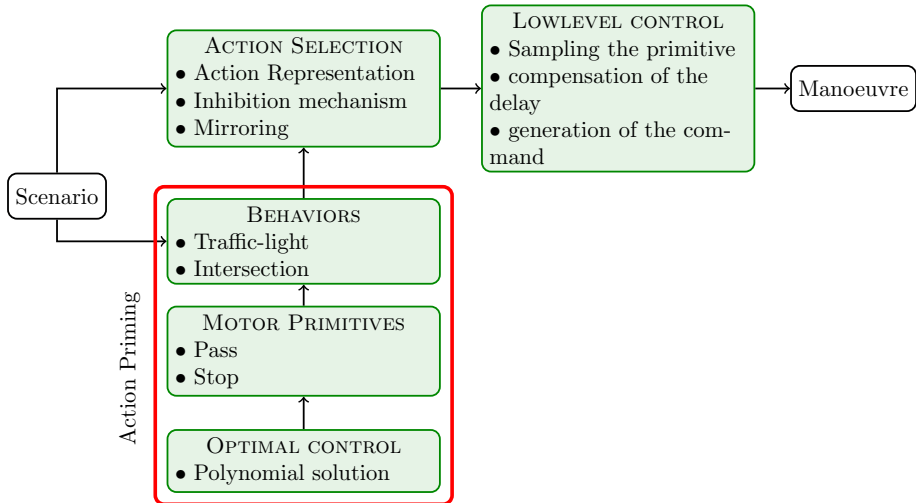 Scenario
ACTION SELECTION
• Action Representation
• Inhibition mechanism
• Mirroring
LOWLEVEL CONTROL
• Sampling the primitive
• compensation of the
delay
• generation of the com-
mand
Manoeuvre
Action Priming
BEHAVIORS
• Traffic-light
• Intersection
MOTOR PRIMITIVES
• Pass
• Stop
OPTIMAL CONTROL
• Polynomial solution